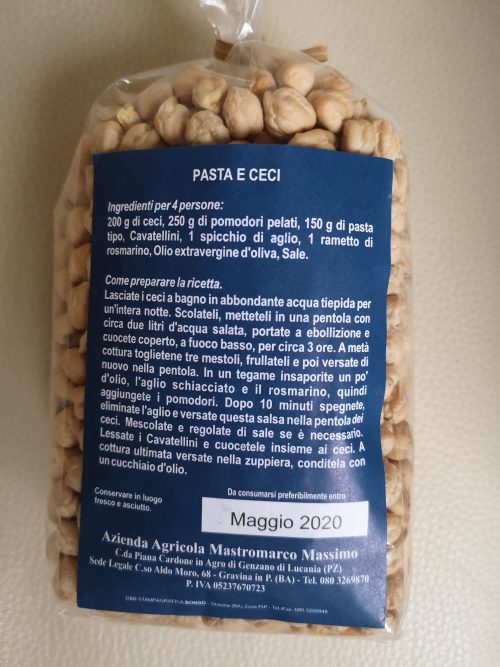 PASTA E CECI
Ingredienti per 4 persone:
200 g di ceci, 250 g di pomodori pelati, 150 g di pasta
tipo, Cavatellini, 1 spicchio di aglio, 1 rametto di
rosmarino, Olio extravergine d'oliva, Sale.
Come preparare la ricetta.
Lasciate i ceci a bagno in abbondante acqua tiepida per
un'intera notte. Scolateli, metteteli in una pentola con
circa due litri d'acqua salata, portate a ebollizione e
cuocete coperto, a fuoco basso, per circa 3 ore. A metà
cottura toglietene tre mestoli, frullateli e poi versate di
nuovo nella pentola. In un tegame insaporite un po'
d'olio, l'aglio schiacciato et il rosmarino, quindi
aggiungete i pomodori. Dopo 10 minuti spegnete,
eliminate l'aglio e versate questa salsa nella pentola dei
ceci. Mescolate e regolate di sale se è necessario.
Lessate i Cavatellini e cuocetele insieme ai ceci. A
cottura ultimata versate nella zuppiera, conditela con
un cucchiaio d'olio.
Conservare in luogo
fresco e asciutto.
Da consumarsi preferibilmente entro
Maggio 2020
Azienda Agricola Mastromarco Massimo
C.da Piana Cardone in Agro di Genzano di Lucania (PZ)
Sede Legale C.so Aldo Moro, 68 - Gravina in P. (BA) - Tel. 080 3269870
P. IVA 05237670723
STAMPAGRAFICA BONGO - Gravina (BA) Zona P.I.P. -